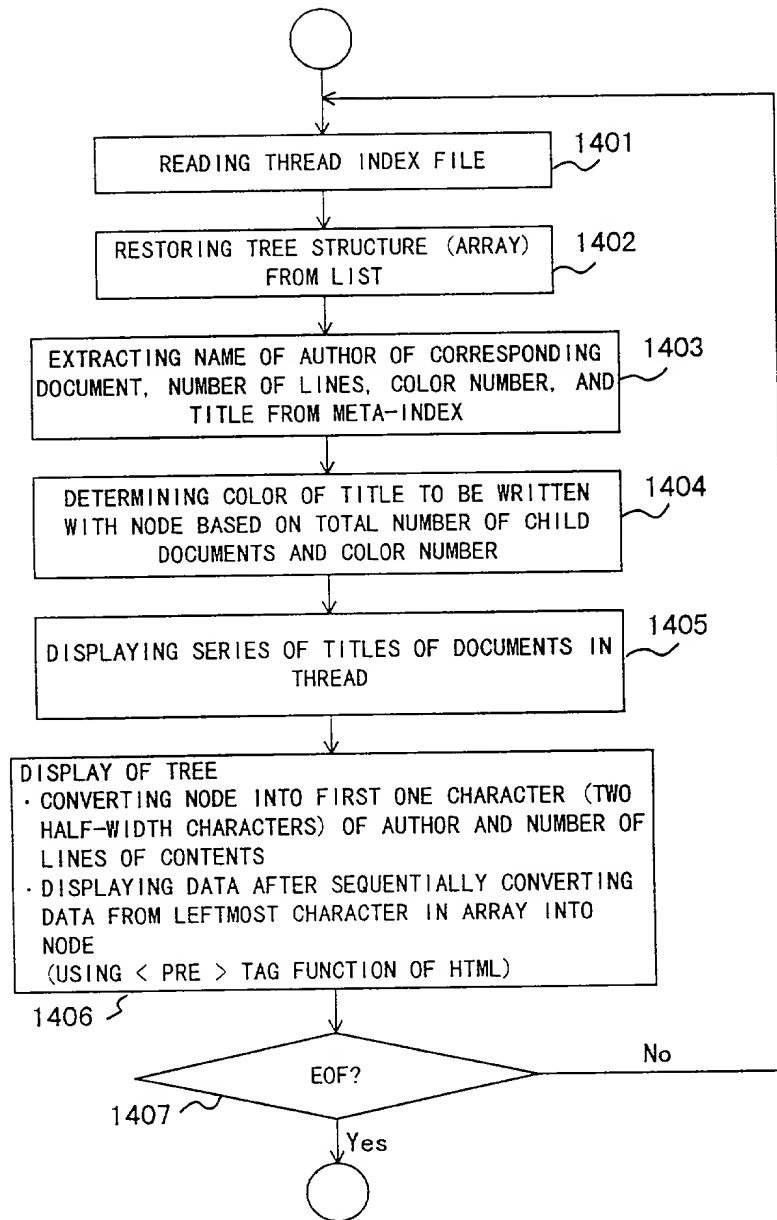 READING THREAD INDEX FILE
1401
RESTORING TREE STRUCTURE (ARRAY)
FROM LIST
1402
EXTRACTING NAME OF AUTHOR OF CORRESPONDING
DOCUMENT, NUMBER OF LINES, COLOR NUMBER, AND
TITLE FROM META-INDEX
1403
DETERMINING COLOR OF TITLE TO BE WRITTEN
WITH NODE BASED ON TOTAL NUMBER OF CHILD
DOCUMENTS AND COLOR NUMBER
1404
DISPLAYING SERIES OF TITLES OF DOCUMENTS IN
THREAD
1405
DISPLAY OF TREE
· CONVERTING NODE INTO FIRST ONE CHARACTER (TWO
HALF-WIDTH CHARACTERS) OF AUTHOR AND NUMBER OF
LINES OF CONTENTS
· DISPLAYING DATA AFTER SEQUENTIALLY CONVERTING
DATA FROM LEFTMOST CHARACTER IN ARRAY INTO
NODE
(USING < PRE > TAG FUNCTION OF HTML)
1406
EOF?
No
1407
Yes